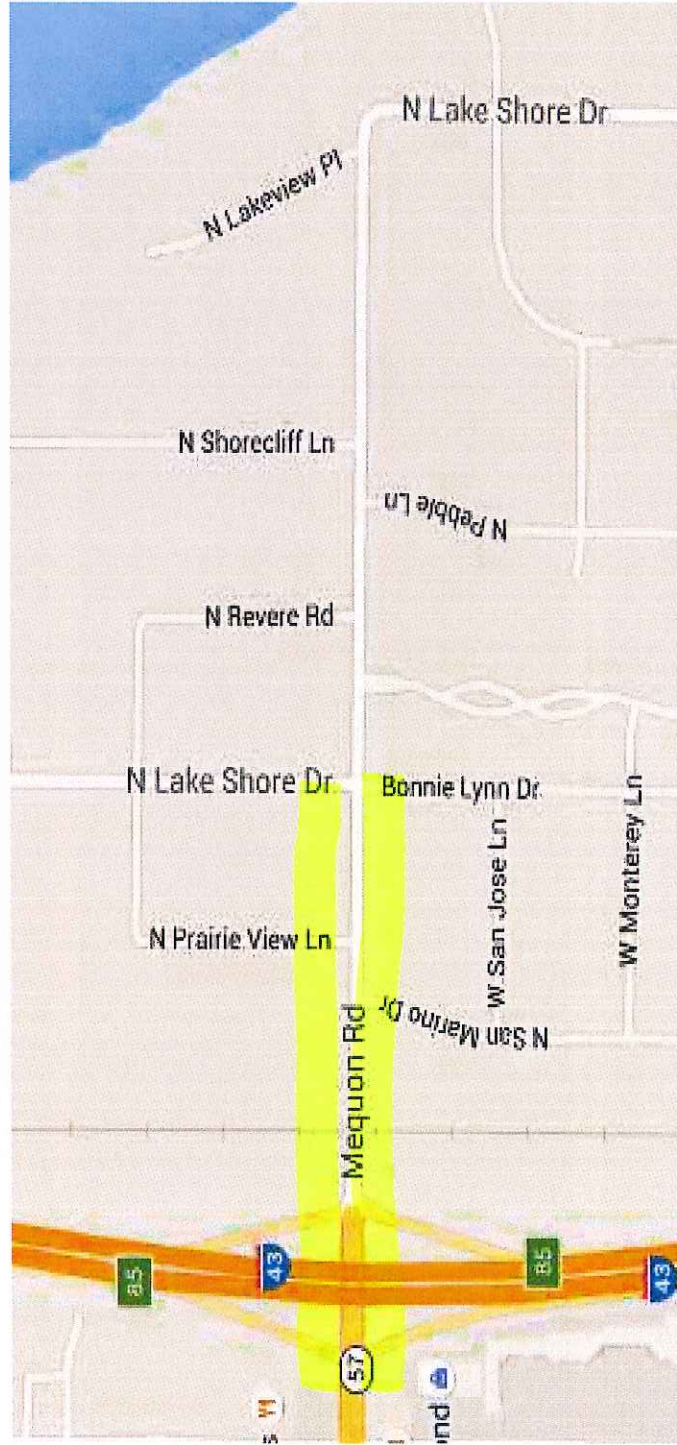 N Lake Shore Dr
N Lakeview Pl
N Shorecliff Ln
N Pebble Ln
N Revere Rd
N Lake Shore Dr
Bonnie Lynn Dr
W San Jose Ln
W Monterey Ln
N Prairie View Ln
N San Marino Dr
Mequon Rd
85
43
85
43
57